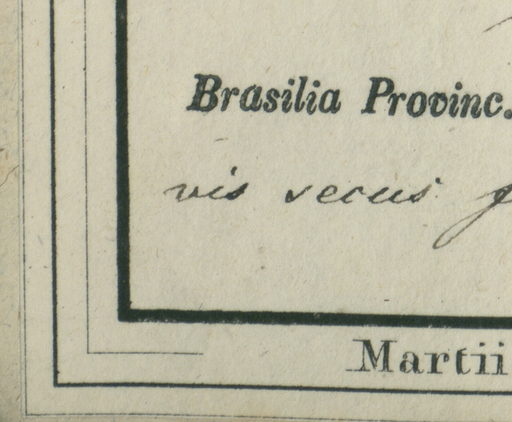 Brasilia Provinc.
vis secus
Martii